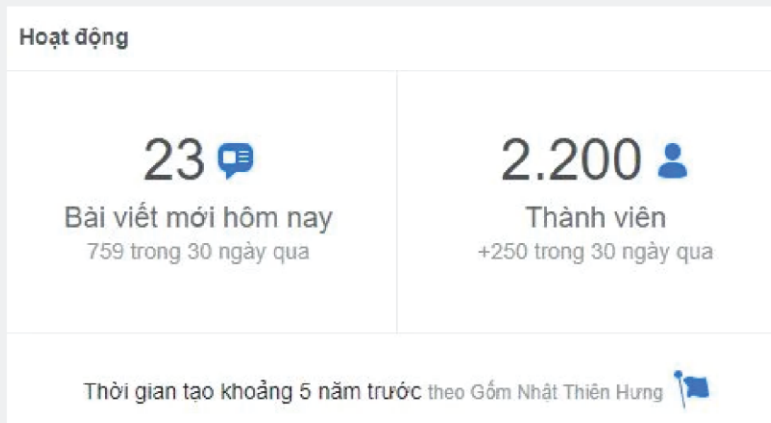 Hoạt động
23
Bài viết mới hôm nay
759 trong 30 ngày qua
2.200
Thành viên
+250 trong 30 ngày qua
Thời gian tạo khoảng 5 năm trước theo Gốm Nhật Thiên Hưng